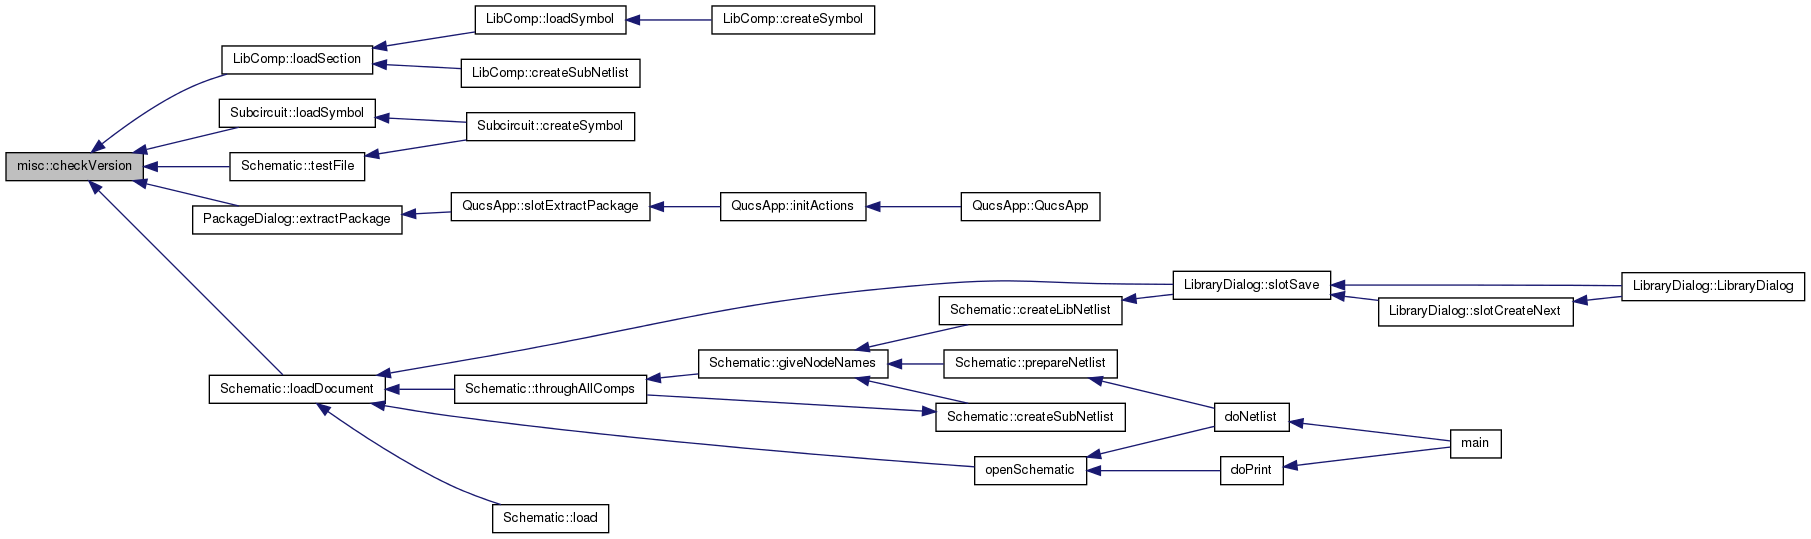 LibComp::loadSymbol
LibComp::createSymbol
LibComp::loadSection
LibComp::createSubNetlist
Subcircuit::loadSymbol
Subcircuit::createSymbol
misc::checkVersion
Schematic::testFile
PackageDialog::extractPackage
QucsApp::slotExtractPackage
QucsApp::initActions
QucsApp::QucsApp
LibraryDialog::slotSave
LibraryDialog::LibraryDialog
Schematic::createLibNetlist
LibraryDialog::slotCreateNext
Schematic::giveNodeNames
Schematic::prepareNetlist
Schematic::loadDocument
Schematic::throughAllComps
Schematic::createSubNetlist
doNetlist
main
openSchematic
doPrint
Schematic::load